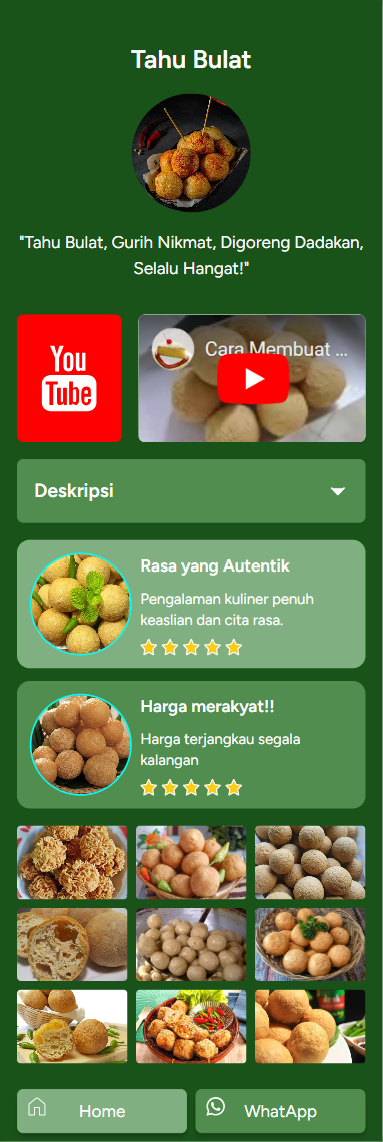 Tahu Bulat
"Tahu Bulat, Gurih Nikmat, Digoreng Dadakan,
Selalu Hangat!"
You
Tube
Cara Membuat ...
Deskripsi
Rasa yang Autentik
Pengalaman kuliner penuh
keaslian dan cita rasa.
Harga merakyat!!
Harga terjangkau segala
kalangan
Home
WhatApp